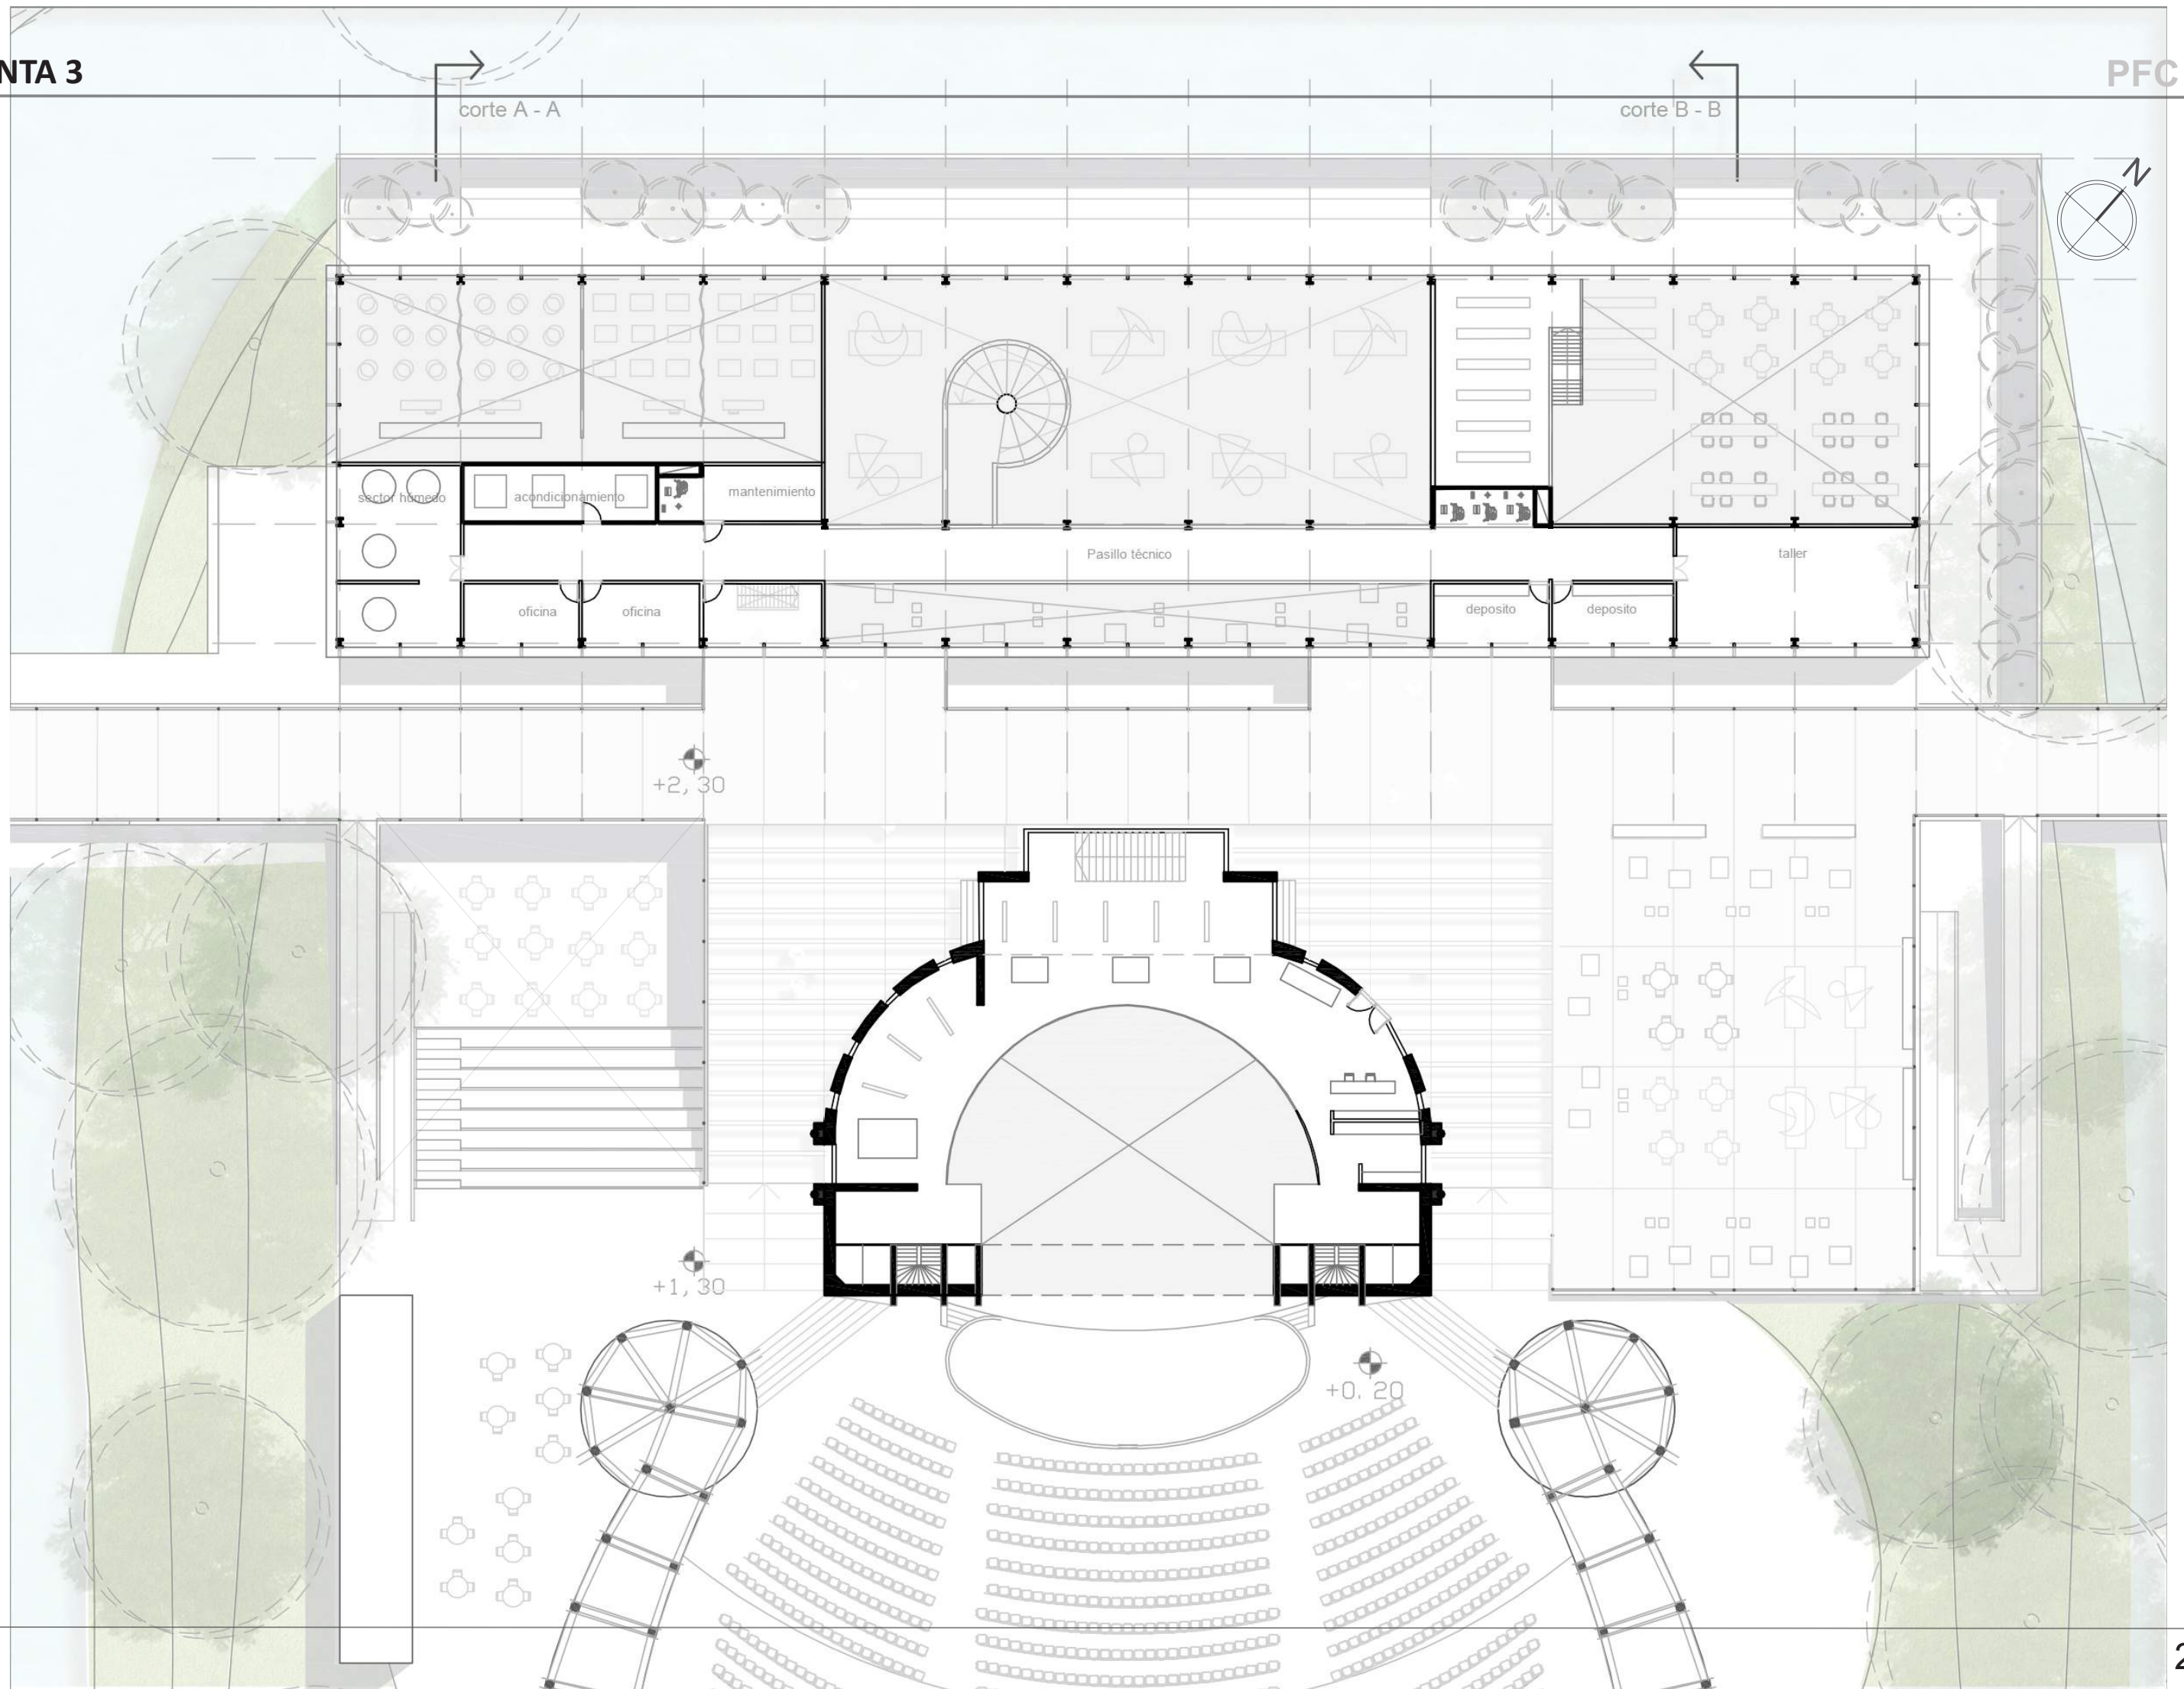 NTA 3
PFC
corte A - A
corte B - B
N
sector húmedo
acondicionamiento
mantenimiento
Pasillo técnico
taller
oficina
oficina
deposito
deposito
+2, 30
+1, 30
+0. 20
2